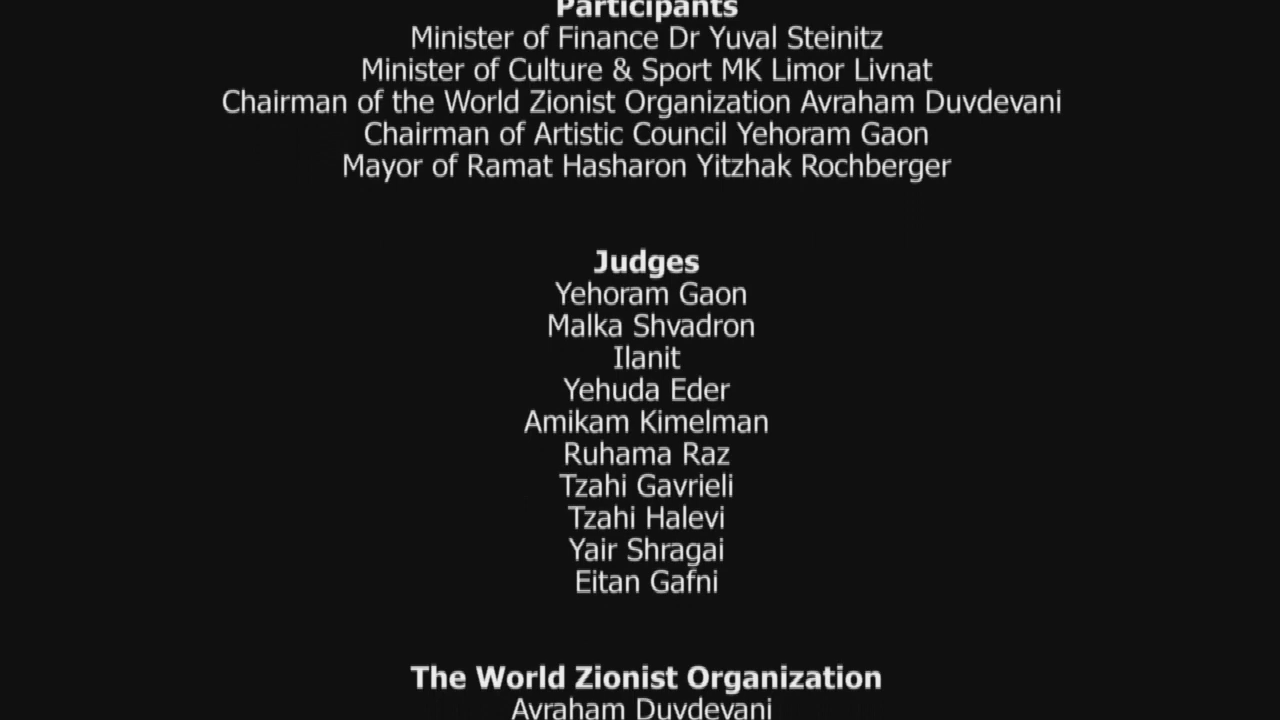 Participants
Minister of Finance Dr Yuval Steinitz
Minister of Culture & Sport MK Limor Livnat
Chairman of the World Zionist Organization Avraham Duvdevani
Chairman of Artistic Council Yehoram Gaon
Mayor of Ramat Hasharon Yitzhak Rochberger
Judges
Yehoram Gaon
Malka Shvadron
Ilanit
Yehuda Eder
Amikam Kimelman
Ruhama Raz
Tzahi Gavrieli
Tzahi Halevi
Yair Shragai
Eitan Gafni
The World Zionist Organization
Avraham Duvdevani